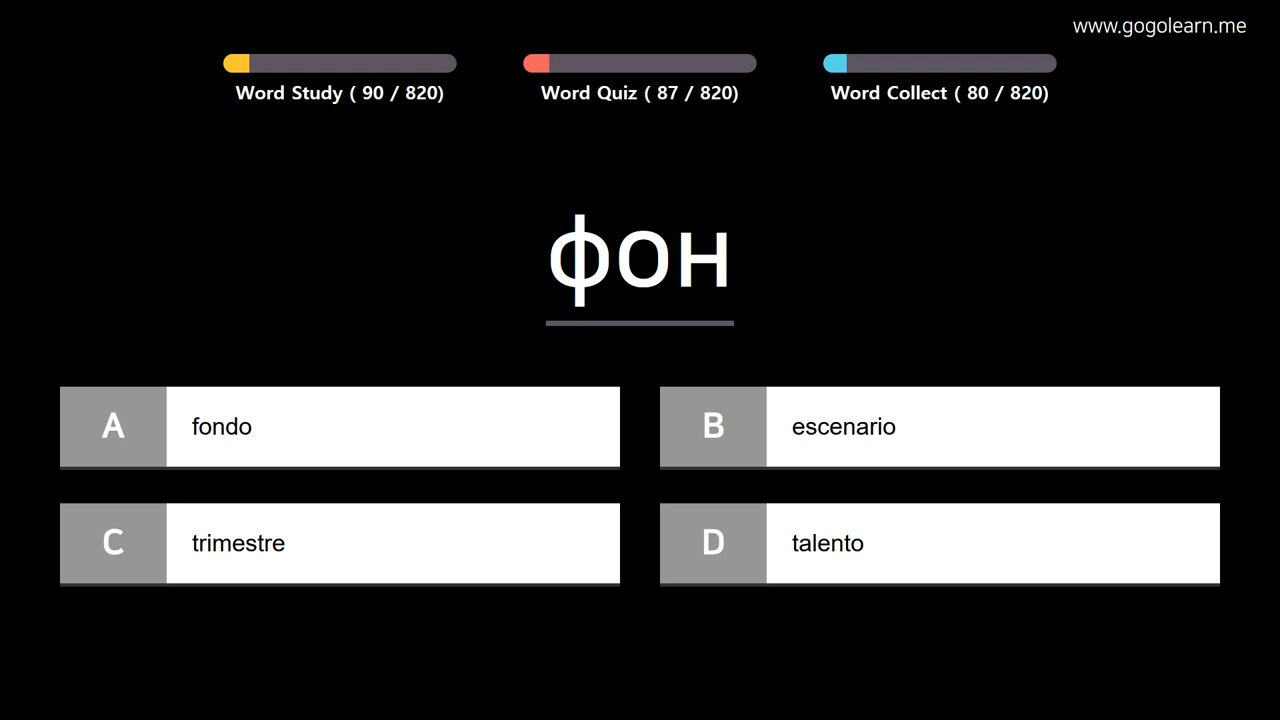 www.gogolearn.me
Word Study ( 90 / 820)
Word Quiz ( 87 / 820)
Word Collect ( 80 / 820)
фон
A fondo
B escenario
C trimestre
D talento